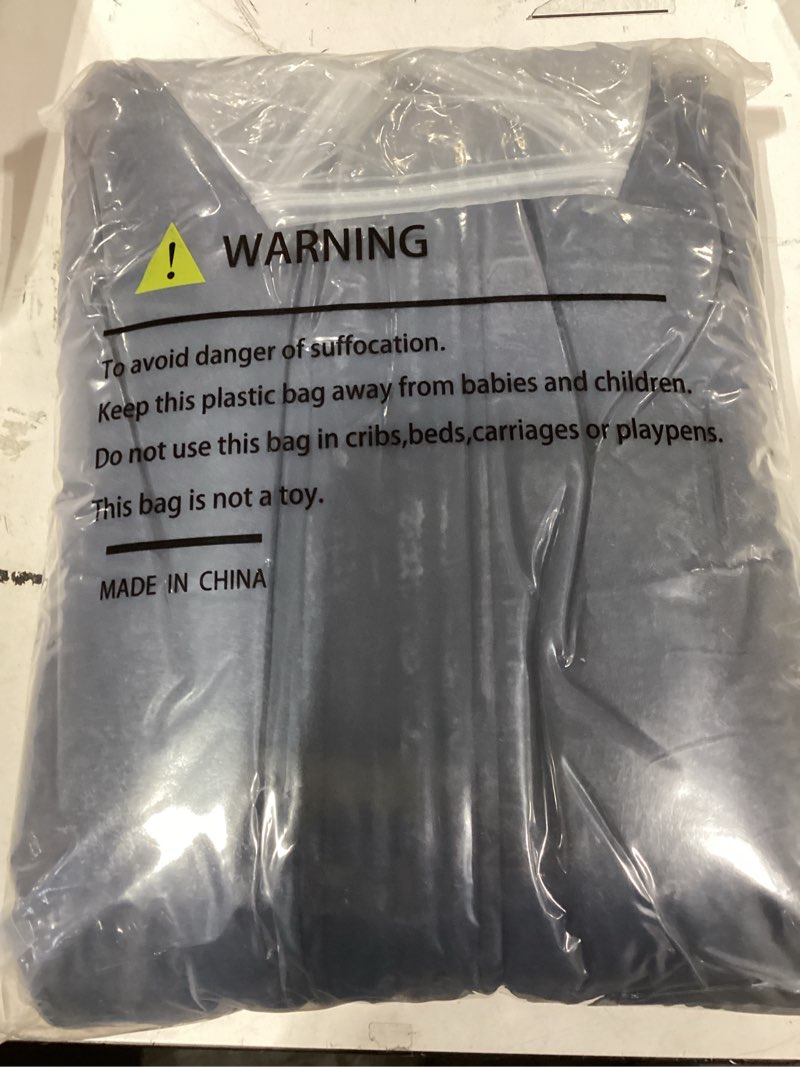 ! WARNING
To avoid danger of suffocation.
Keep this plastic bag away from babies and children.
Do not use this bag in cribs,beds,carriages or playpens.
This bag is not a toy.
MADE IN CHINA